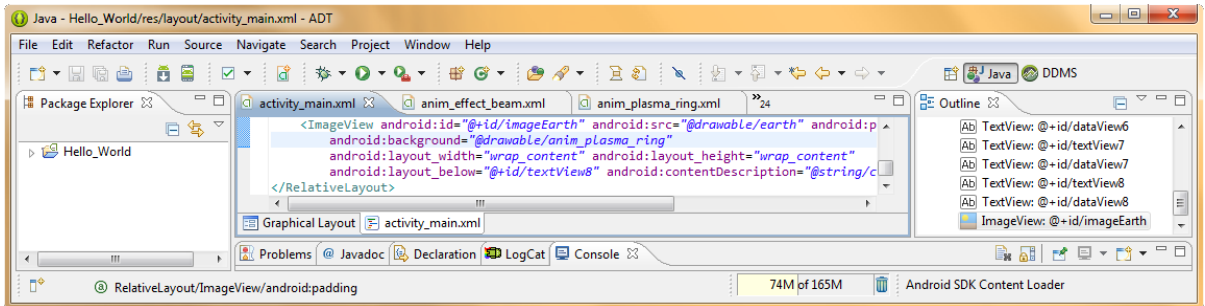 Java - Hello_World/res/layout/activity_main.xml - ADT
File Edit Refactor Run Source Navigate Search Project Window Help
Java DDMS
Package Explorer
activity_main.xml anim_effect_beam.xml anim_plasma_ring.xml »24
Outline
Hello_World
<ImageView android:id="@+id/imageEarth" android:src="@drawable/earth" android:p
android:background="@drawable/anim_plasma_ring"
android:layout_width="wrap_content" android:layout_height="wrap_content"
android:layout_below="@+id/textView8" android:contentDescription="@string/c
</RelativeLayout>
Graphical Layout activity_main.xml
Ab TextView: @+id/dataView6
Ab TextView: @+id/textView7
Ab TextView: @+id/dataView7
Ab TextView: @+id/textView8
Ab TextView: @+id/dataView8
ImageView: @+id/imageEarth
Problems @ Javadoc Declaration LogCat Console
RelativeLayout/ImageView/android:padding 74M of 165M Android SDK Content Loader